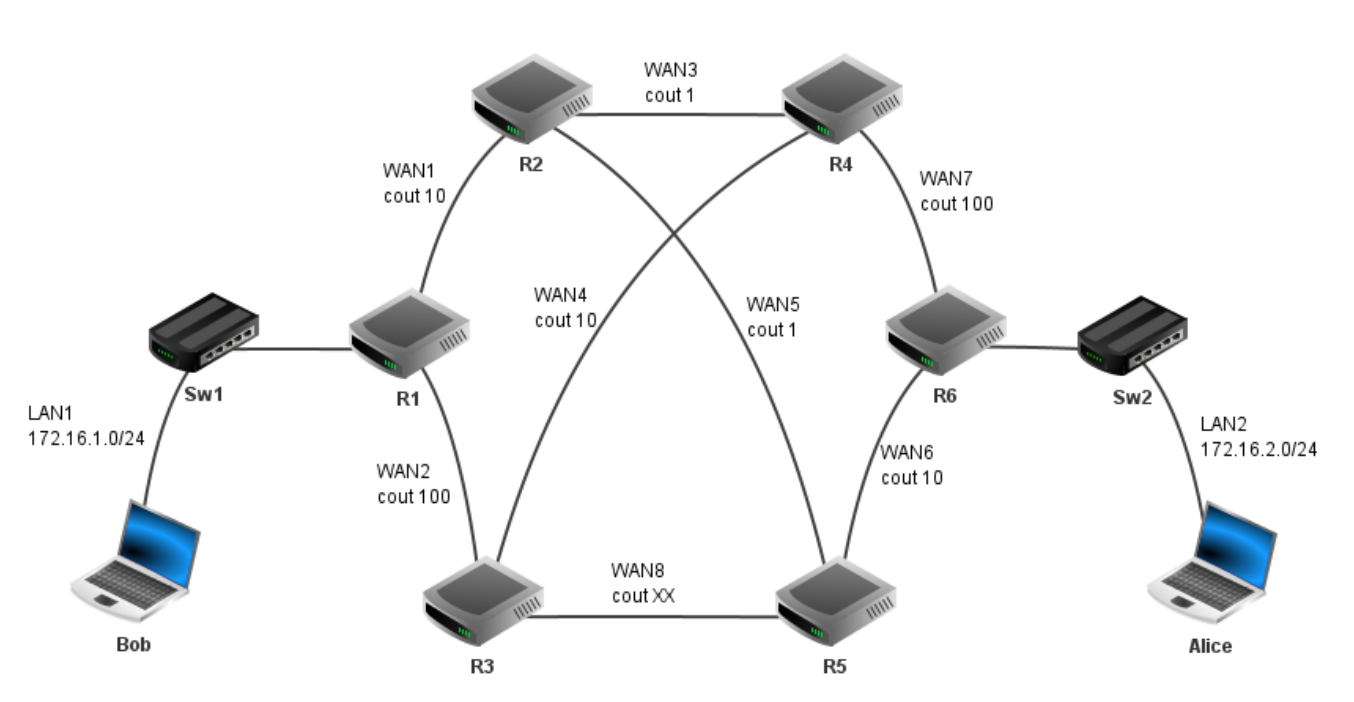 WAN3
cout 1
R2
R4
WAN1
cout 10
WAN7
cout 100
WAN4
cout 10
WAN5
cout 1
Sw1
R1
R6
Sw2
LAN1
172.16.1.0/24
LAN2
172.16.2.0/24
WAN2
cout 100
WAN6
cout 10
WAN8
cout XX
Bob
R3
R5
Alice